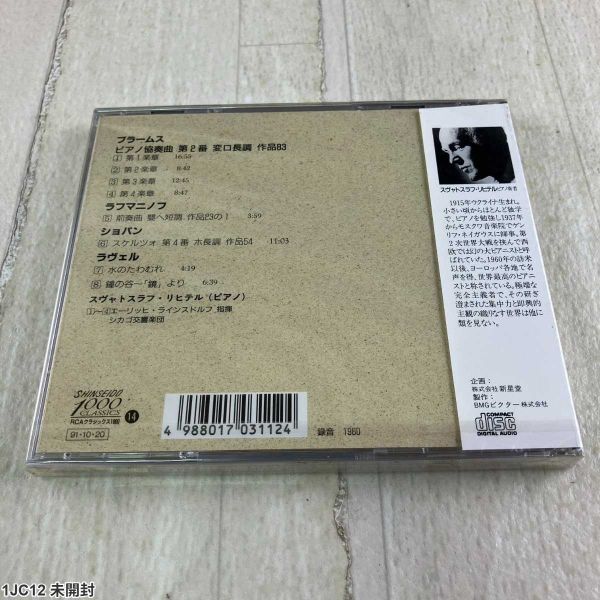 ブラームス
ピアノ協奏曲 第2番 変ロ長調 作品83
1 第1楽章 16:59
2 第2楽章 8:42
3 第3楽章 12:45
4 第4楽章 8:47
ラフマニノフ
5 前奏曲 嬰ヘ短調 作品23の1 3:59
ショパン
6 スケルツォ 第4番 ホ長調 作品54 11:03
ラヴェル
7 水のたわむれ 4:19
8 鐘の谷―「鏡」より 6:39
スヴャトスラフ・リヒテル(ピアノ)
1~4エーリッヒ・ラインスドルフ 指揮
シカゴ交響楽団
SHINSEIDO
1000
CLASSICS
RCAクラシックス1100
91・10・20
14
4 988017 031124
録音 1960
スヴャトスラフ・リヒテル(ピアノ奏者)
1915年ウクライナ生まれ。
小さい頃からほとんど独学
で、ピアノを勉強し1937年
からモスクワ音楽院でゲン
リフ・ネイガウスに師事。第
2次世界大戦を挟んで西
欧では幻の大ピアニストと呼
ばれていた。1960年の訪米
以後、ヨーロッパ各地で名
声を得、世界最高のピアニ
ストと称されている。極端な
完全主義者で、その研ぎ
澄まされた集中力と即興的
主観の織りなす世界は他に
類を見ない。
企画:
株式会社 新星堂
製作:
BMGビクター株式会社
COMPACT
disc
DIGITAL AUDIO
1JC12 未開封